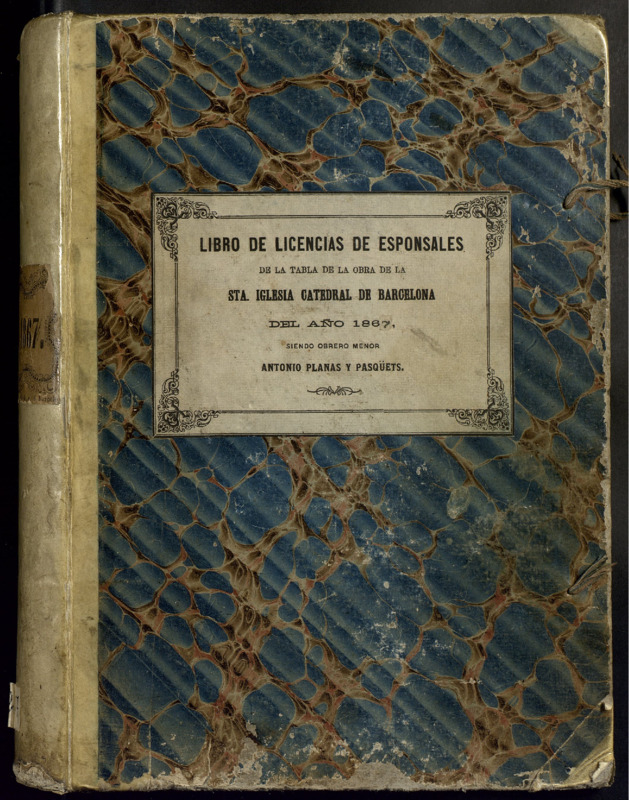 LIBRO DE LICENCIAS DE ESPONSALES
DE LA TABLA DE LA OBRA DE LA
STA. IGLESIA CATEDRAL DE BARCELONA
DEL AÑO 1867,
SIENDO OBRERO MENOR
ANTONIO PLANAS Y PASQÜETS.
1867.